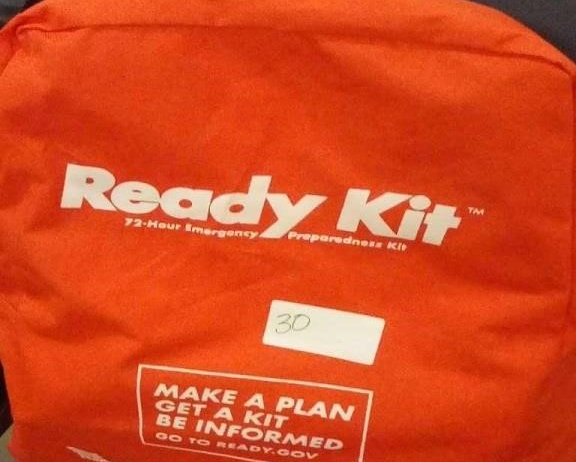 Ready Kit™
72-Hour Emergency Preparedness Kit
30
MAKE A PLAN
GET A KIT
BE INFORMED
GO TO READY.GOV